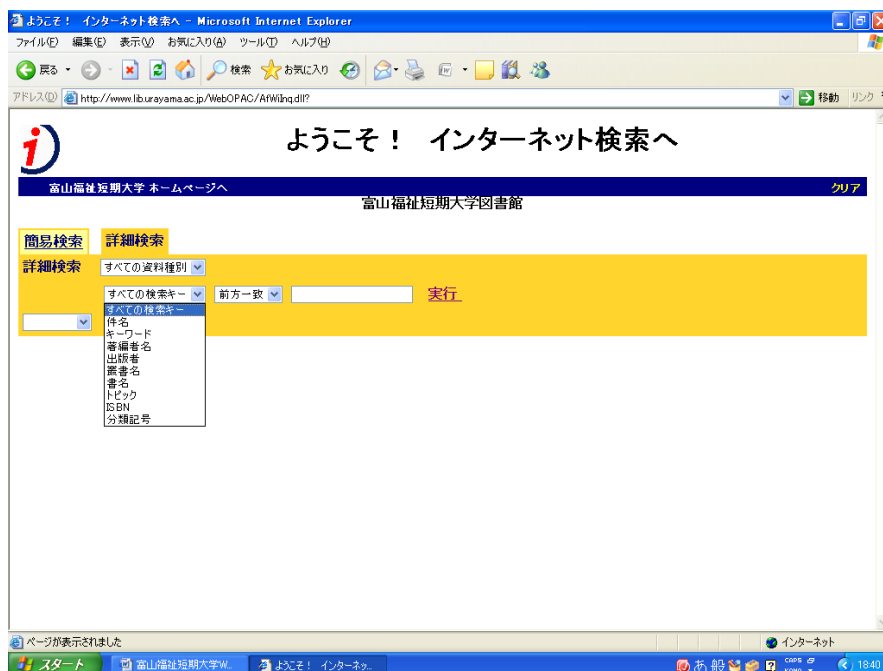 ようこそ！ インターネット検索へ - Microsoft Internet Explorer
ファイル(F) 編集(E) 表示(V) お気に入り(A) ツール(T) ヘルプ(H)
戻る 検索 お気に入り
アドレス(D) http://www.lib.urayama.ac.jp/WebOPAC/AfWiInq.dll? 移動 リンク
ようこそ！ インターネット検索へ
富山福祉短期大学 ホームページへ クリア
富山福祉短期大学図書館
簡易検索 詳細検索
詳細検索 すべての資料種別
すべての検索キー 前方一致 実行
すべての検索キー
件名
キーワード
著編者名
出版者
叢書名
書名
トピック
ISBN
分類記号
ページが表示されました インターネット
スタート 富山福祉短期大学W... ようこそ！ インターネッ... あ 般 CAPS 18:40